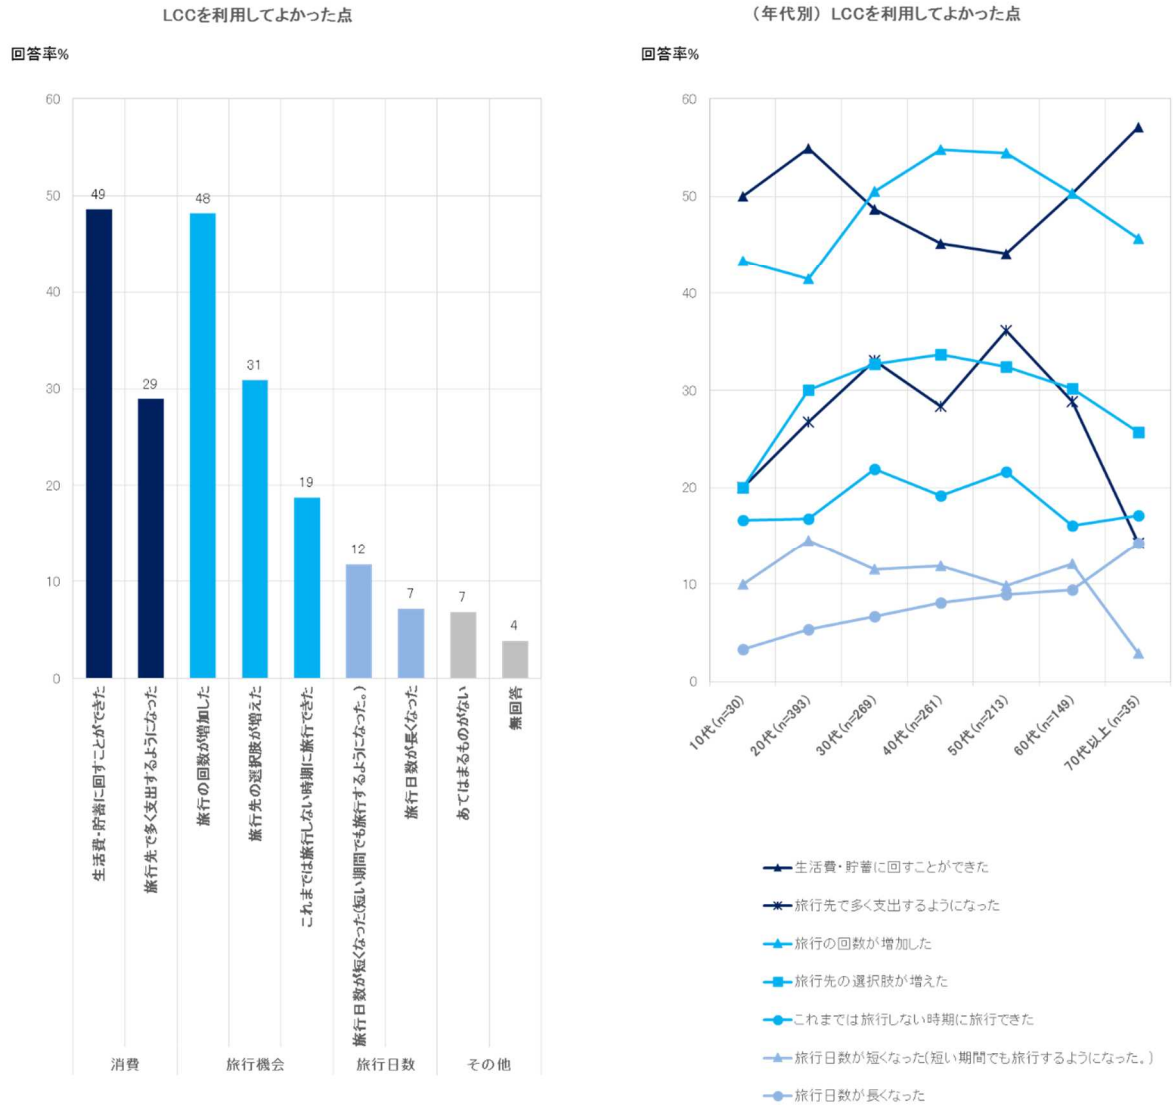 LCCを利用してよかった点
回答率%
60
50
40
30
20
10
0
49
29
48
31
19
12
7
7
4
生活費・貯蓄に回すことができた
旅行先で多く支出するようになった
旅行の回数が増加した
旅行先の選択肢が増えた
これまでは旅行しない時期に旅行できた
旅行日数が短くなった(短い期間でも旅行するようになった。)
旅行日数が長くなった
あてはまるものがない
無回答
消費
旅行機会
旅行日数
その他
（年代別）LCCを利用してよかった点
回答率%
60
50
40
30
20
10
0
10代(n=30)
20代(n=393)
30代(n=269)
40代(n=261)
50代(n=213)
60代(n=149)
70代以上(n=35)
生活費・貯蓄に回すことができた
旅行先で多く支出するようになった
旅行の回数が増加した
旅行先の選択肢が増えた
これまでは旅行しない時期に旅行できた
旅行日数が短くなった(短い期間でも旅行するようになった。)
旅行日数が長くなった